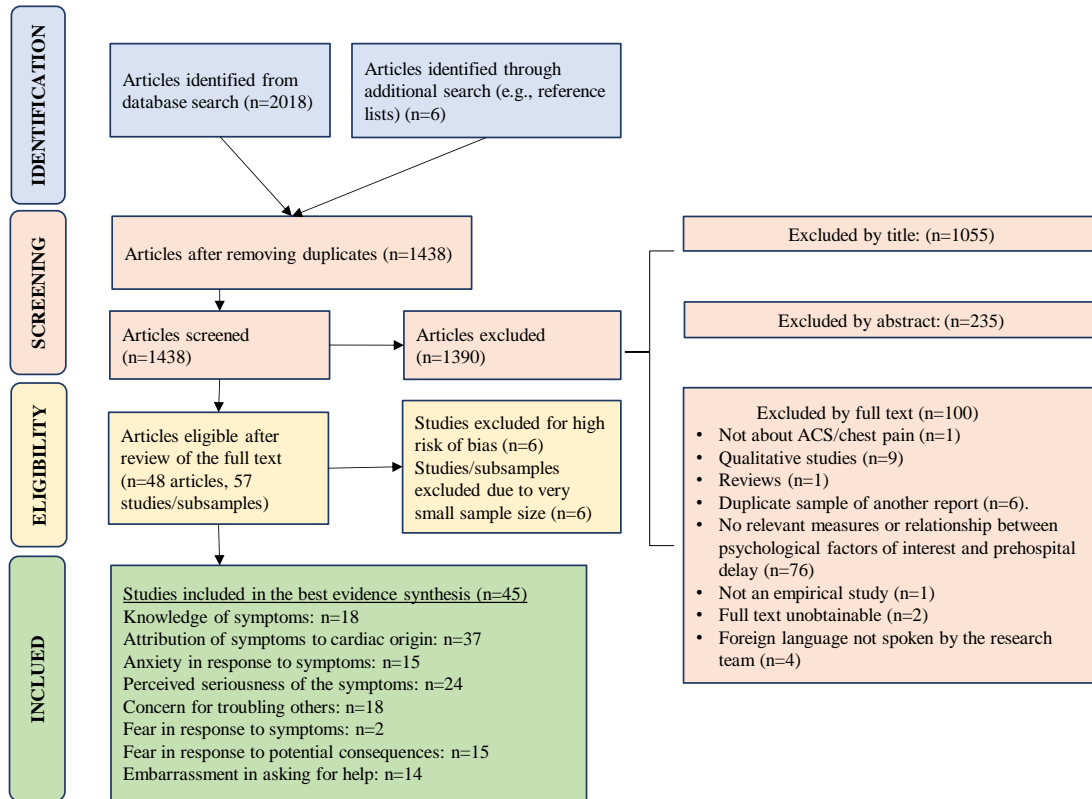 IDENTIFICATION
Articles identified from
database search (n=2018)
Articles identified through
additional search (e.g., reference
lists) (n=6)
SCREENING
Articles after removing duplicates (n=1438)
Articles screened
(n=1438)
Articles excluded
(n=1390)
Excluded by title: (n=1055)
Excluded by abstract: (n=235)
Excluded by full text (n=100)
• Not about ACS/chest pain (n=1)
• Qualitative studies (n=9)
• Reviews (n=1)
• Duplicate sample of another report (n=6).
• No relevant measures or relationship between
psychological factors of interest and prehospital
delay (n=76)
• Not an empirical study (n=1)
• Full text unobtainable (n=2)
• Foreign language not spoken by the research
team (n=4)
ELIGIBILITY
Articles eligible after
review of the full text
(n=48 articles, 57
studies/subsamples)
Studies excluded for high
risk of bias (n=6)
Studies/subsamples
excluded due to very
small sample size (n=6)
INCLUED
Studies included in the best evidence synthesis (n=45)
Knowledge of symptoms: n=18
Attribution of symptoms to cardiac origin: n=37
Anxiety in response to symptoms: n=15
Perceived seriousness of the symptoms: n=24
Concern for troubling others: n=18
Fear in response to symptoms: n=2
Fear in response to potential consequences: n=15
Embarrassment in asking for help: n=14